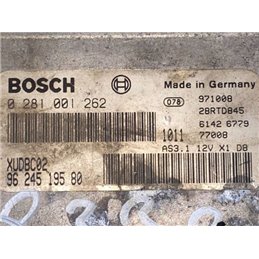 BOSCH Made in Germany
0 281 001 262 078 971008
28RTD845
6142 6779
1011 77008
XUDBC02 AS3.1 12V X1 D8
96 245 195 80